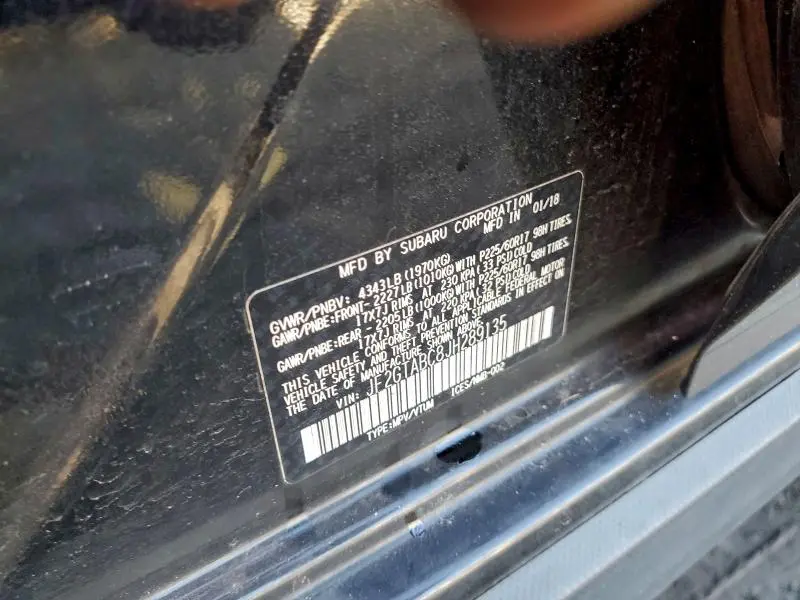 MFD BY SUBARU CORPORATION
MFD IN 01/18
GVWR/PNBV: 4343LB(1970KG)
GAWR/PNBE:FRONT-2227LB(1010KG)WITH P225/60R17 98H TIRES,
17X7J RIMS AT 230 KPA(33 PSI)COLD
GAWR/PNBE:REAR-2205LB(1000KG)WITH P225/60R17 98H TIRES,
17X7J RIMS AT 220 KPA(32 PSI)COLD
THIS VEHICLE CONFORMS TO ALL APPLICABLE FEDERAL MOTOR
VEHICLE SAFETY AND THEFT PREVENTION STANDARDS IN EFFECT ON
THE DATE OF MANUFACTURE SHOWN ABOVE.
VIN: JF2GTABC8JH289135
TYPE:MPV/VTUM ICES/NMB-002